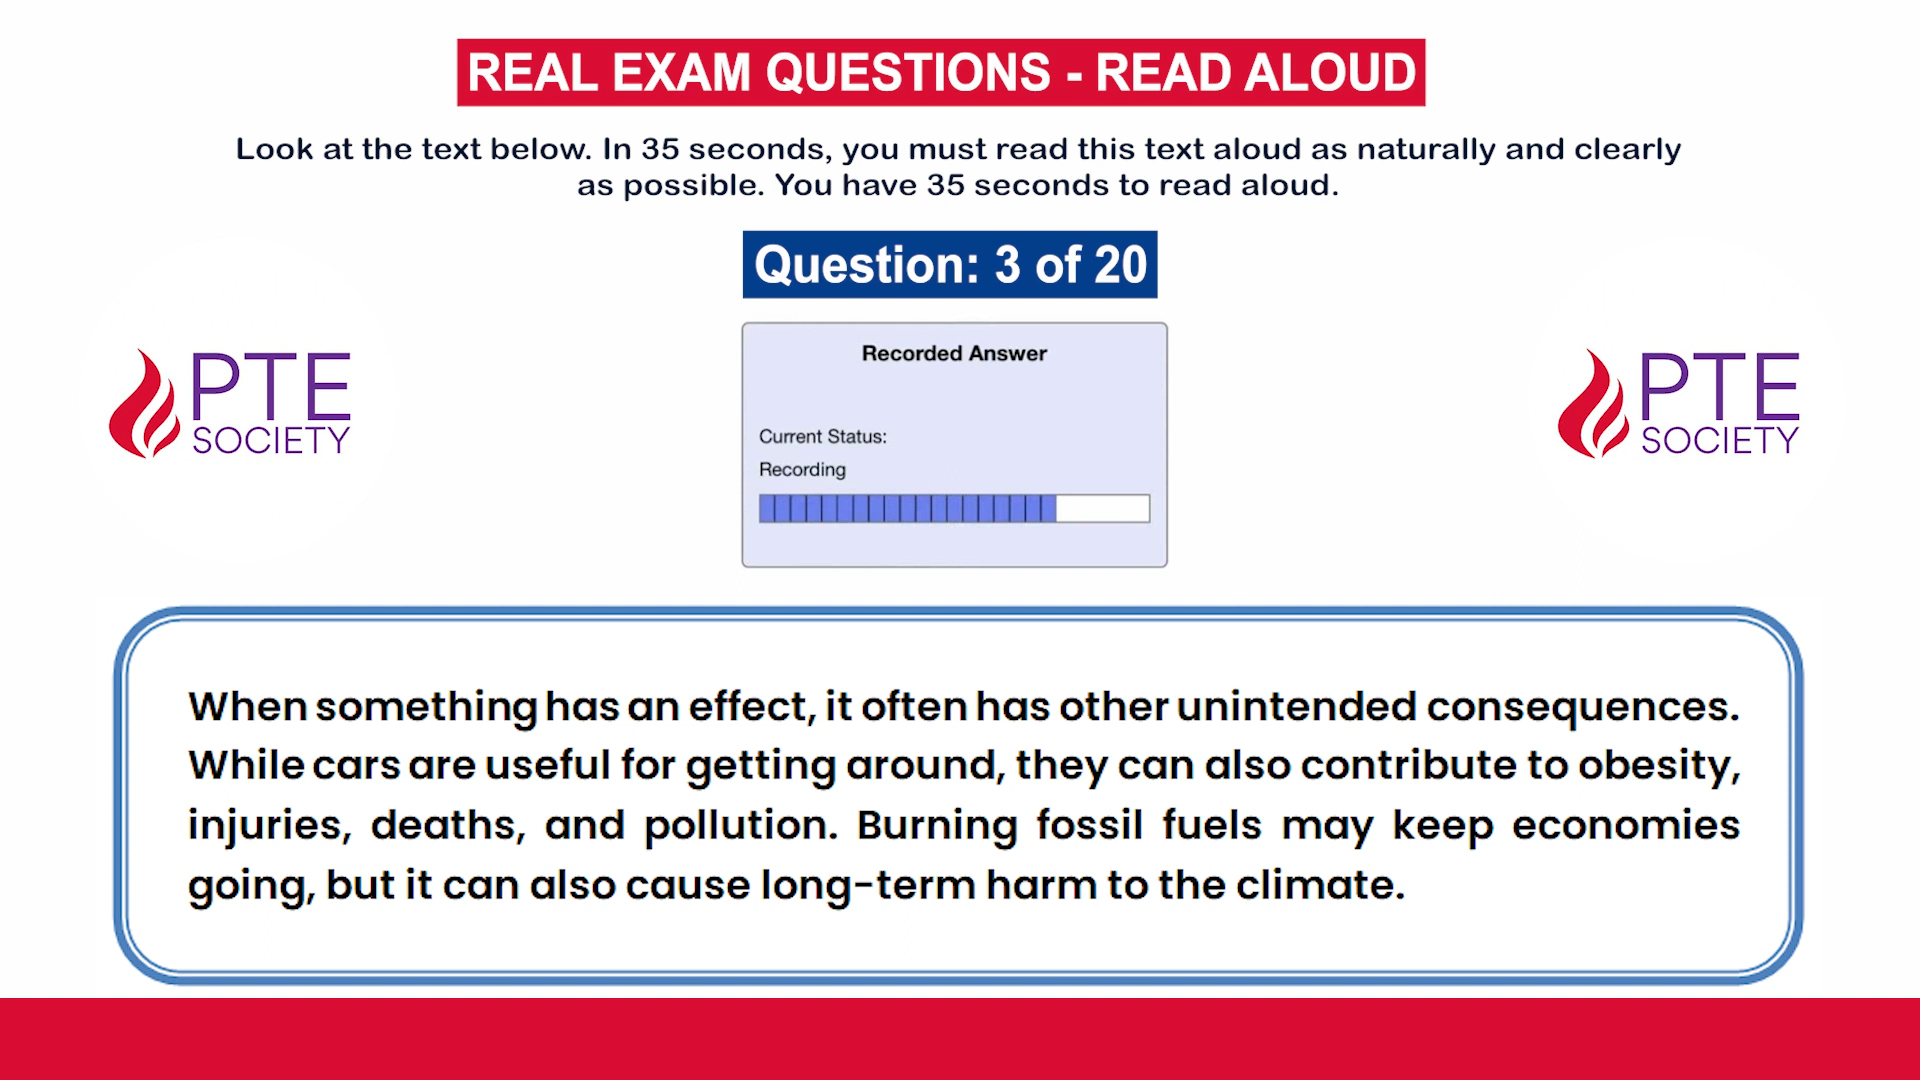 REAL EXAM QUESTIONS - READ ALOUD
Look at the text below. In 35 seconds, you must read this text aloud as naturally and clearly
as possible. You have 35 seconds to read aloud.
Question: 3 of 20
Recorded Answer
Current Status:
Recording
PTE
SOCIETY
PTE
SOCIETY
When something has an effect, it often has other unintended consequences.
While cars are useful for getting around, they can also contribute to obesity,
injuries, deaths, and pollution. Burning fossil fuels may keep economies
going, but it can also cause long-term harm to the climate.